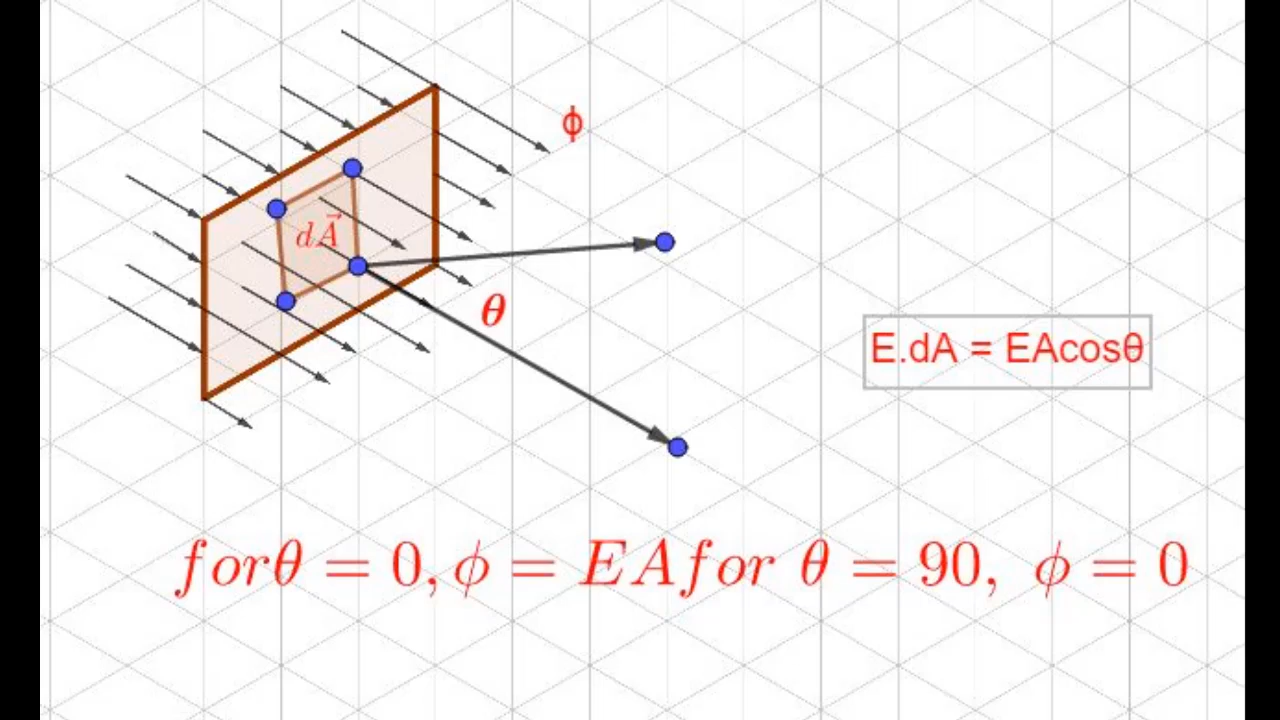 ϕ
dA⃗
θ
E.dA = EAcosθ
forθ = 0, ϕ = EAfor θ = 90, ϕ = 0